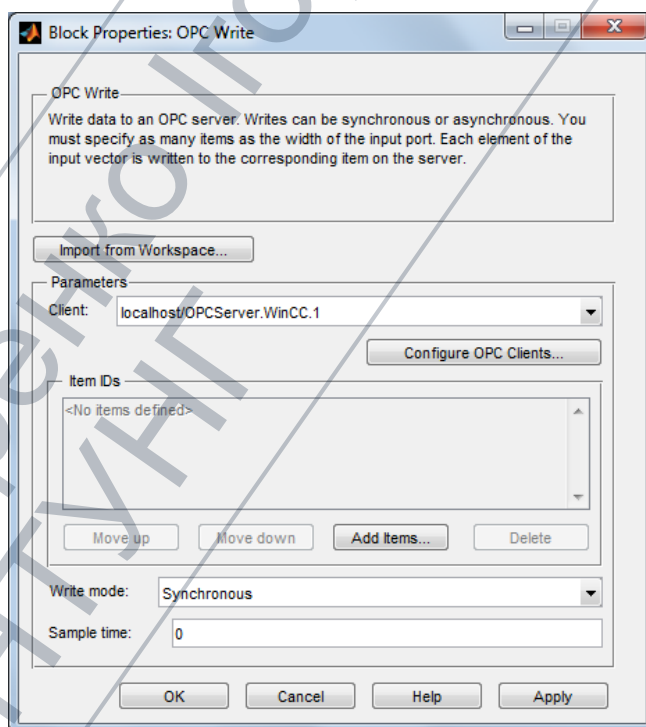 Block Properties: OPC Write
OPC Write
Write data to an OPC server. Writes can be synchronous or asynchronous. You
must specify as many items as the width of the input port. Each element of the
input vector is written to the corresponding item on the server.
Import from Workspace...
Parameters
Client: localhost/OPCServer.WinCC.1
Configure OPC Clients...
Item IDs
<No items defined>
Move up Move down Add Items... Delete
Write mode: Synchronous
Sample time: 0
OK Cancel Help Apply